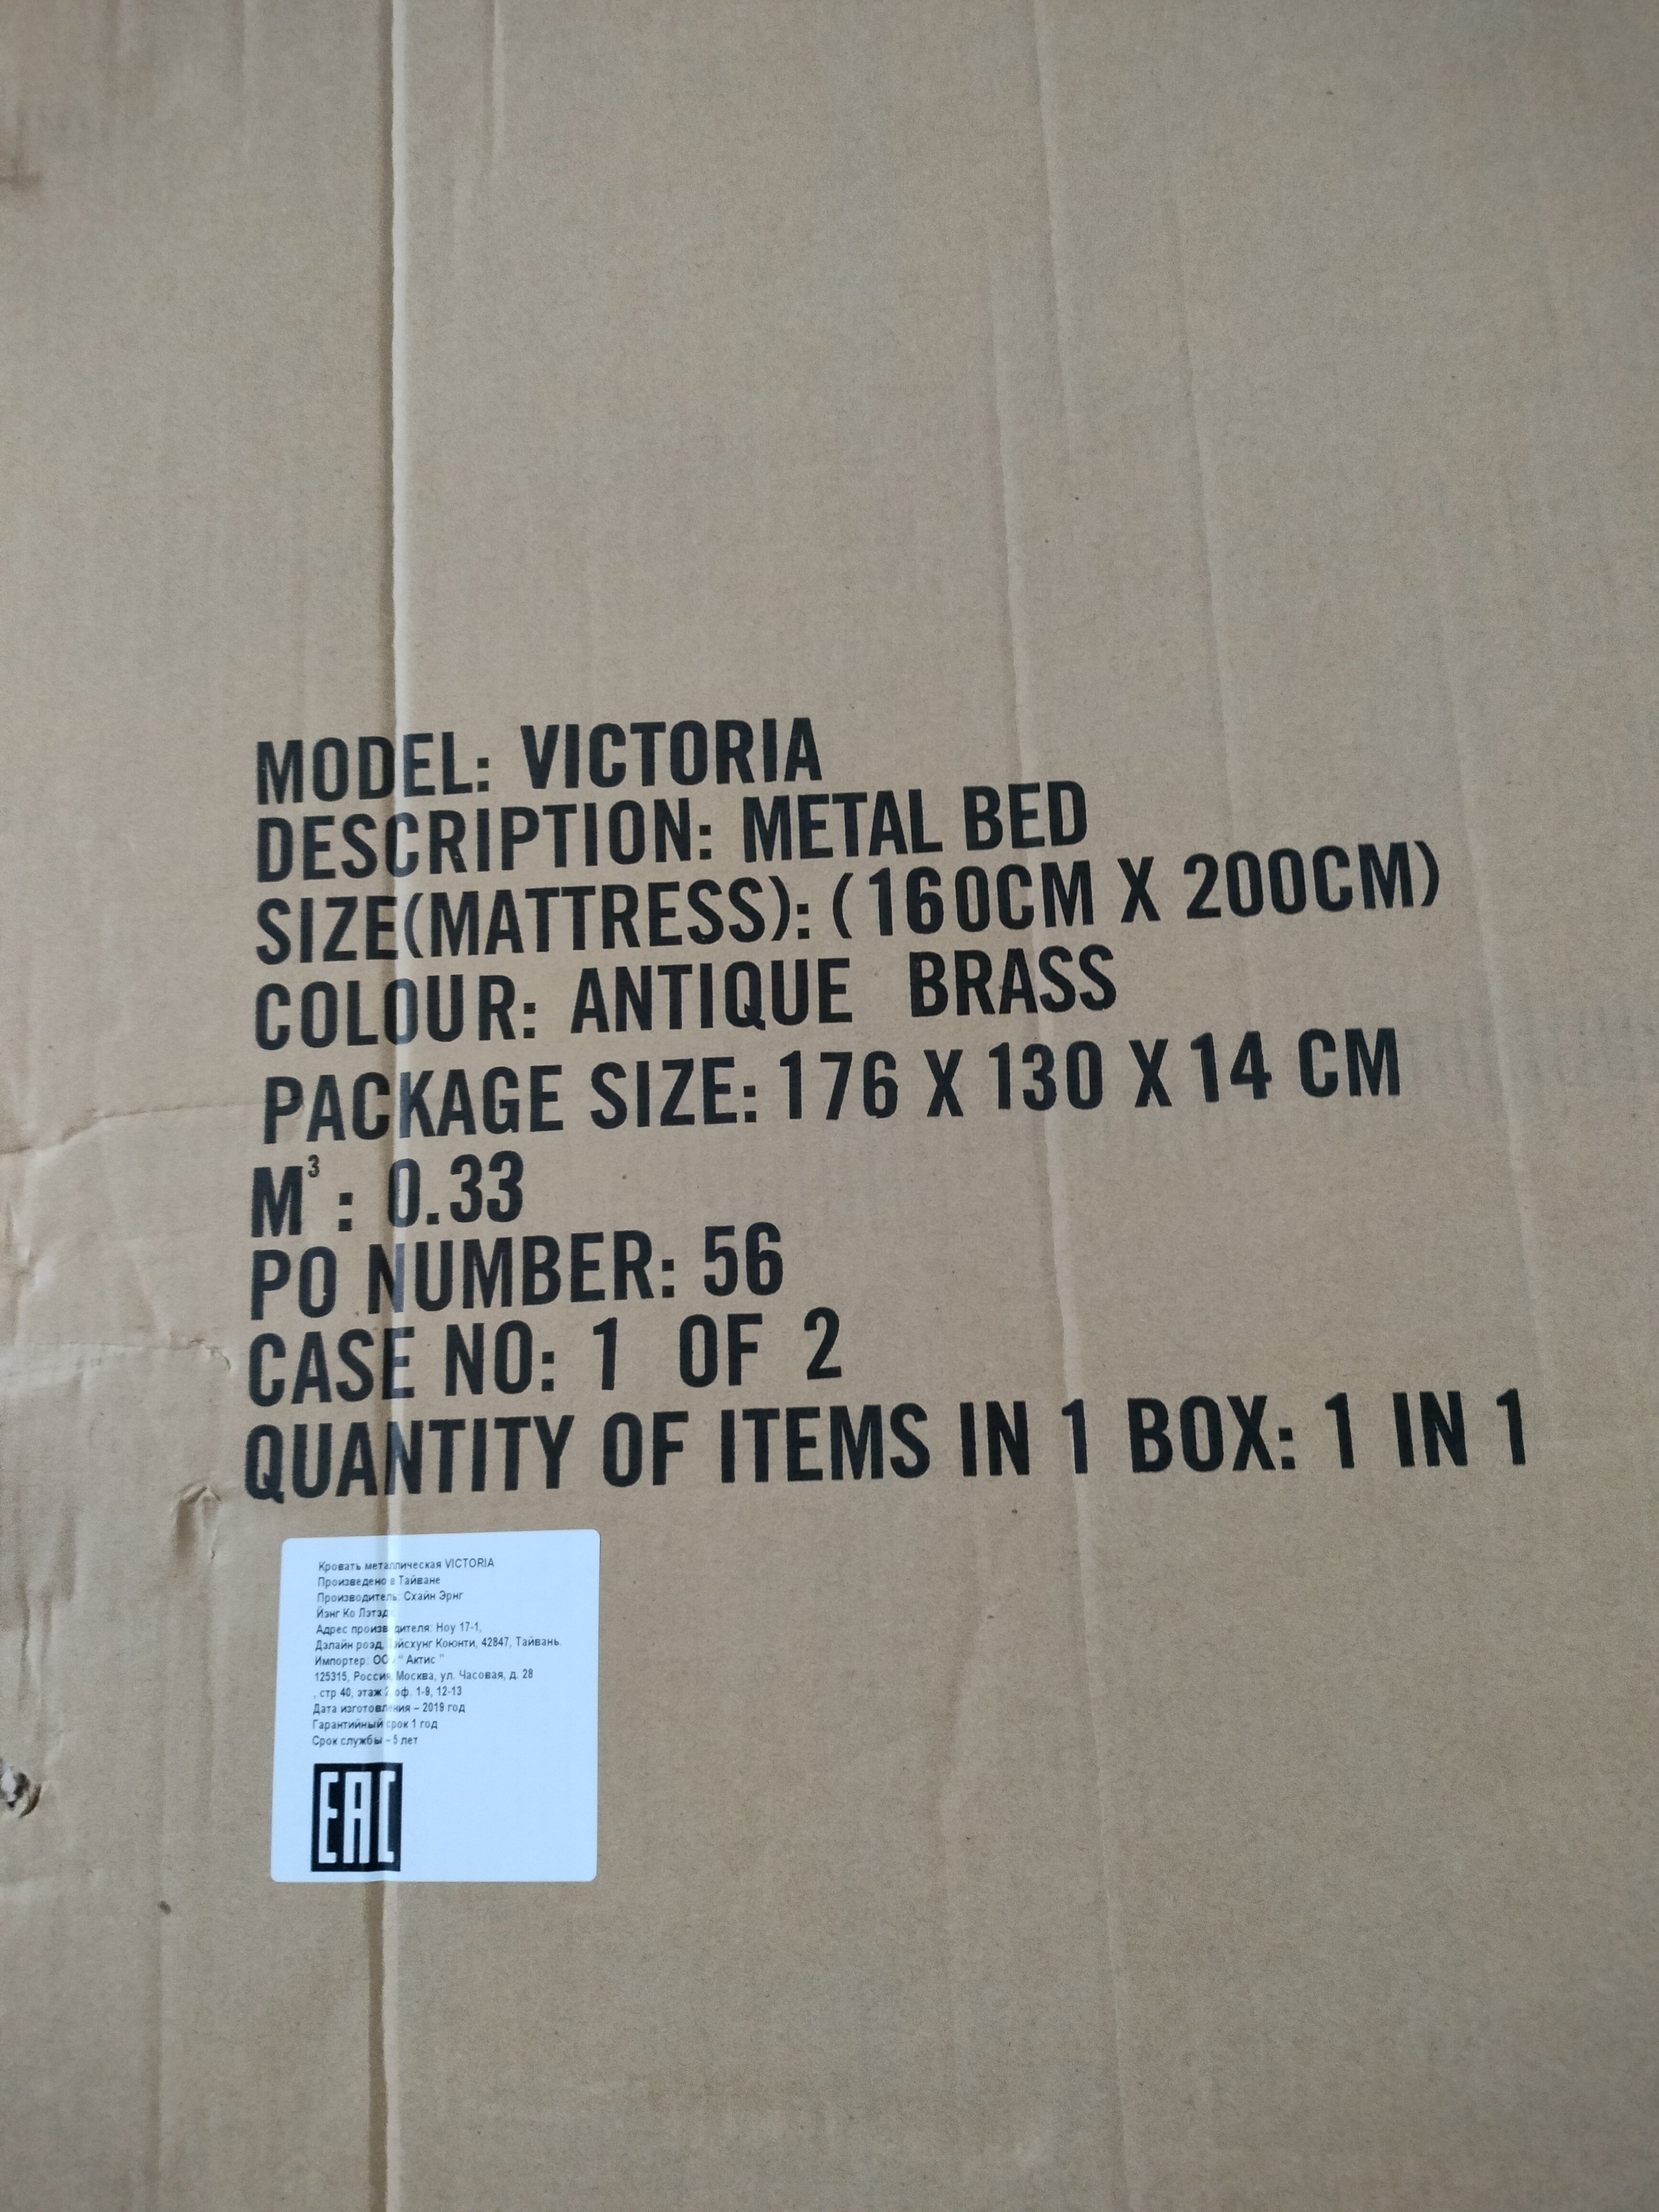 MODEL: VICTORIA
DESCRIPTION: METAL BED
SIZE(MATTRESS): (160CM X 200CM)
COLOUR: ANTIQUE BRASS
PACKAGE SIZE: 176 X 130 X 14 CM
M³: 0.33
PO NUMBER: 56
CASE NO: 1 OF 2
QUANTITY OF ITEMS IN 1 BOX: 1 IN 1
Кровать металлическая VICTORIA
Произведено в Тайване
Производитель: Схайн Эрнг
Йэнг Ко Лэтэд
Адрес производителя: Ноу 17-1,
Дэлайн роэд, Коюнти, 42847, Тайвань.
Импортер: ООО " Актис "
125315, Россия Москва, ул. Часовая, д. 28
, стр 40, этаж 2 оф. 1-9, 12-13
Дата изготовления – 2019 год
Гарантийный срок 1 год
Срок службы – 5 лет
EAC